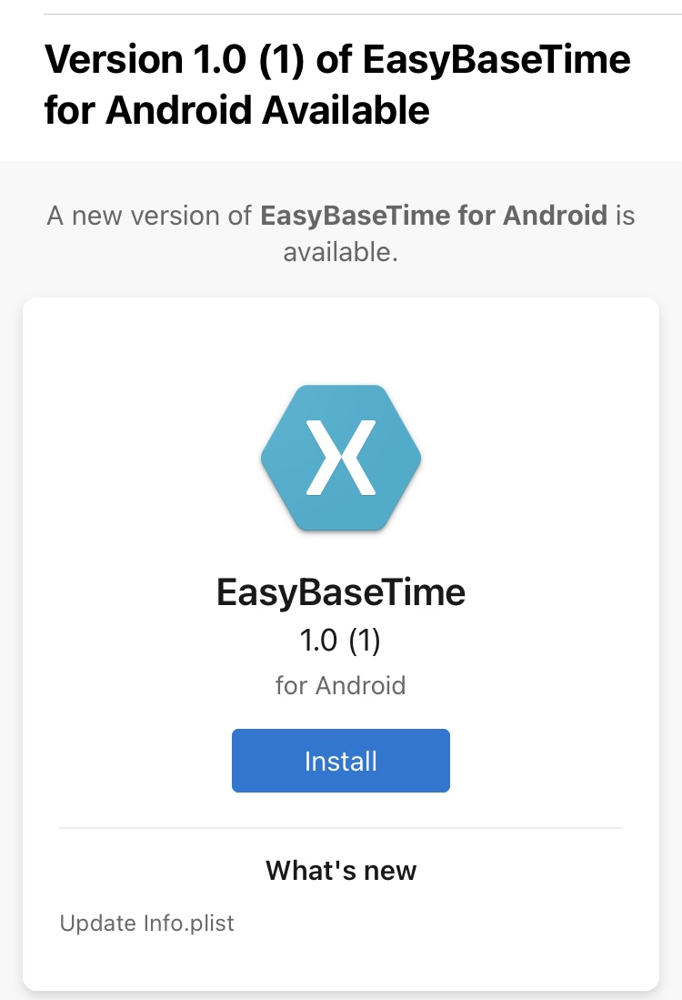 Version 1.0 (1) of EasyBaseTime
for Android Available
A new version of EasyBaseTime for Android is
available.
X
EasyBaseTime
1.0 (1)
for Android
Install
What's new
Update Info.plist